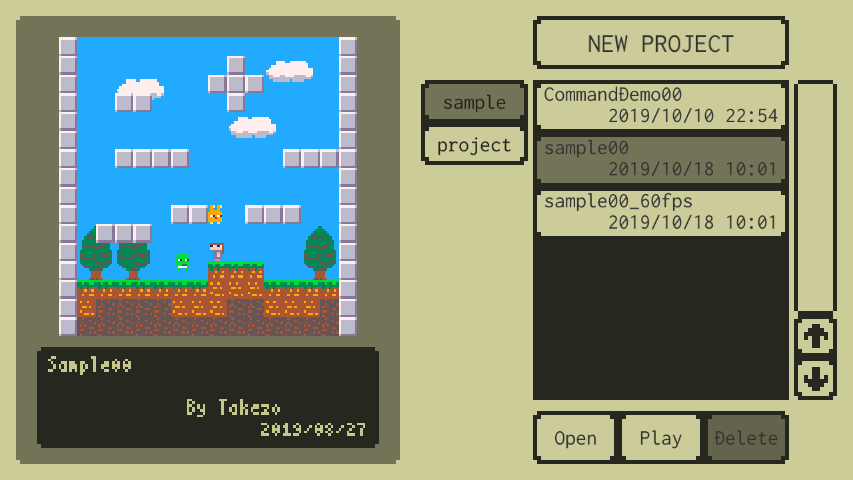 NEW PROJECT
sample
project
CommandDemo00
2019/10/10 22:54
sample00
2019/10/18 10:01
sample00_60fps
2019/10/18 10:01
Sample00
By Takezo
2019/08/27
Open
Play
Delete